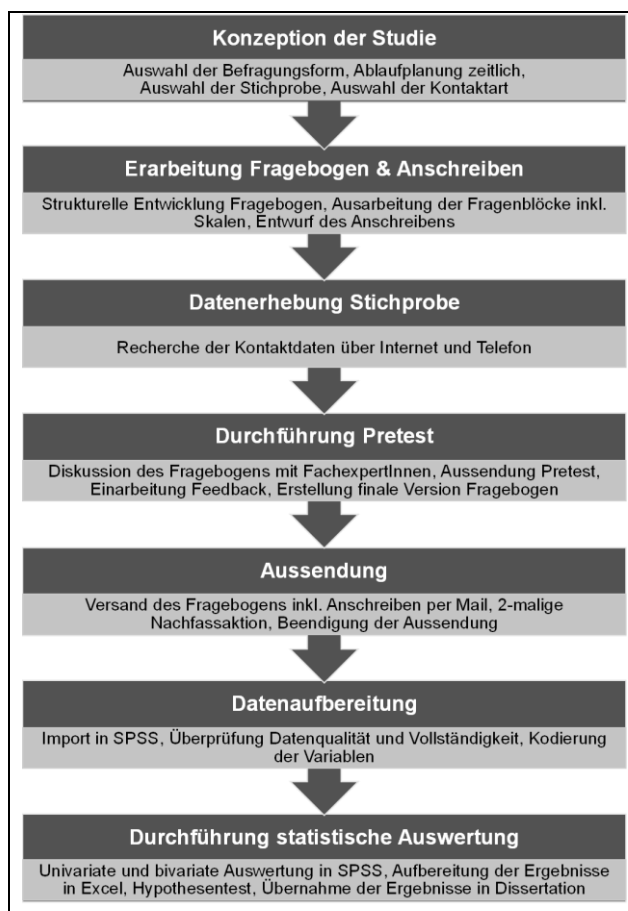 Konzeption der Studie
Auswahl der Befragungsform, Ablaufplanung zeitlich,
Auswahl der Stichprobe, Auswahl der Kontaktart
Erarbeitung Fragebogen & Anschreiben
Strukturelle Entwicklung Fragebogen, Ausarbeitung der Fragenblöcke inkl.
Skalen, Entwurf des Anschreibens
Datenerhebung Stichprobe
Recherche der Kontaktdaten über Internet und Telefon
Durchführung Pretest
Diskussion des Fragebogens mit FachexpertInnen, Aussendung Pretest,
Einarbeitung Feedback, Erstellung finale Version Fragebogen
Aussendung
Versand des Fragebogens inkl. Anschreiben per Mail, 2-malige
Nachfassaktion, Beendigung der Aussendung
Datenaufbereitung
Import in SPSS, Überprüfung Datenqualität und Vollständigkeit, Kodierung
der Variablen
Durchführung statistische Auswertung
Univariate und bivariate Auswertung in SPSS, Aufbereitung der Ergebnisse
in Excel, Hypothesentest, Übernahme der Ergebnisse in Dissertation